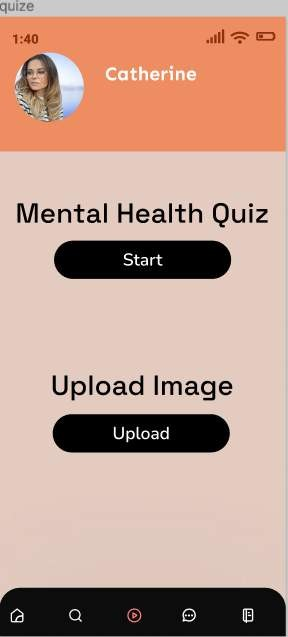 quize
1:40
Catherine
Mental Health Quiz
Start
Upload Image
Upload